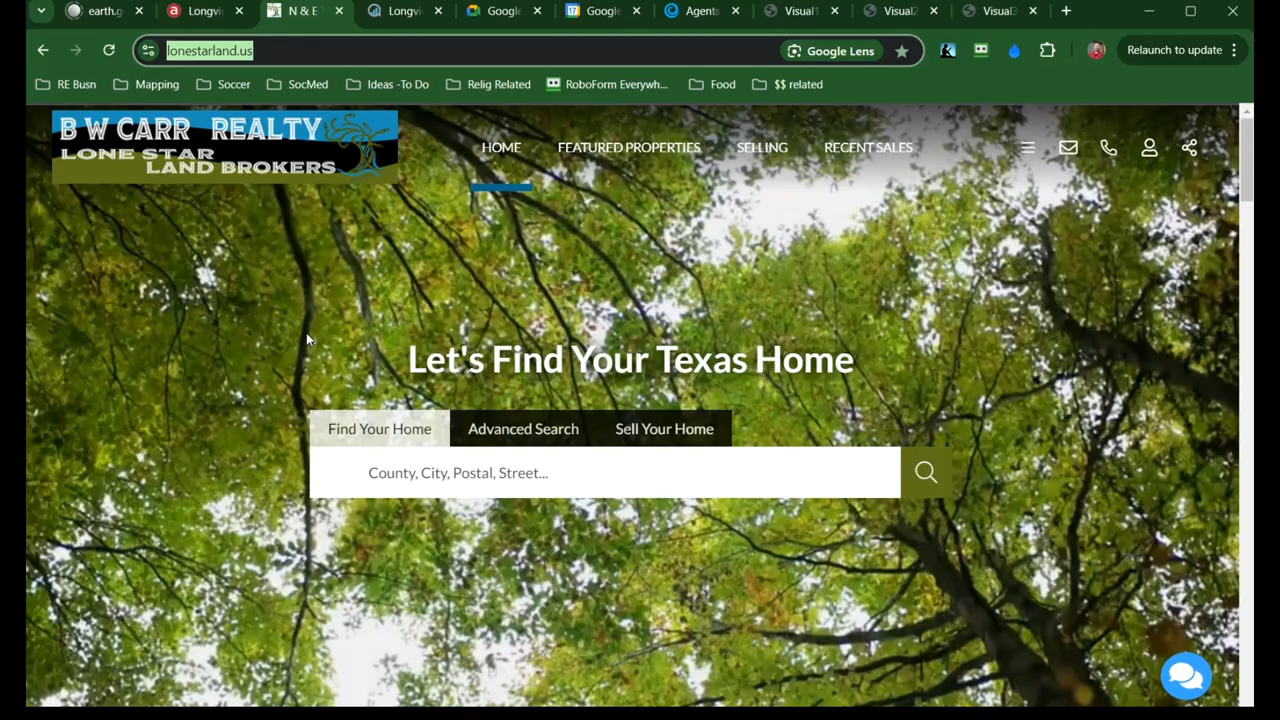 earth.g
Longvi
N & E T
Longvi
Google
Google
Agents
Visual1
Visual2
Visual3
lonestarland.us
Google Lens
Relaunch to update
RE Busn
Mapping
Soccer
SocMed
Ideas -To Do
Relig Related
RoboForm Everywh...
Food
$$ related
B W CARR REALTY
LONE STAR
LAND BROKERS
HOME
FEATURED PROPERTIES
SELLING
RECENT SALES
Let's Find Your Texas Home
Find Your Home
Advanced Search
Sell Your Home
County, City, Postal, Street...